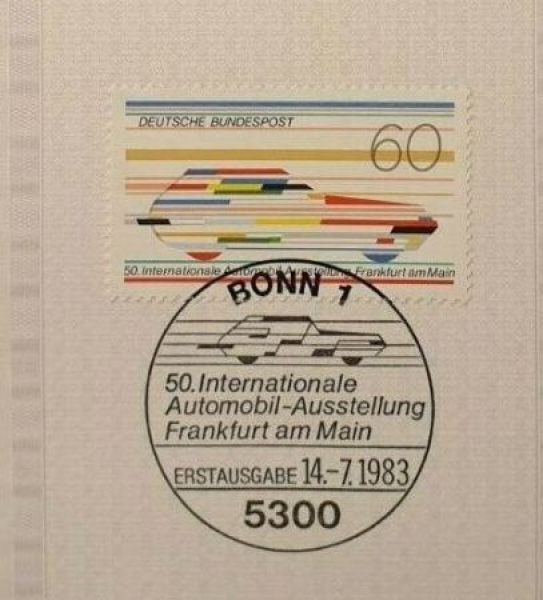 DEUTSCHE BUNDESPOST
60
50. Internationale Automobil-Ausstellung Frankfurt am Main
BONN 1
50. Internationale
Automobil-Ausstellung
Frankfurt am Main
ERSTAUSGABE 14.-7.1983
5300